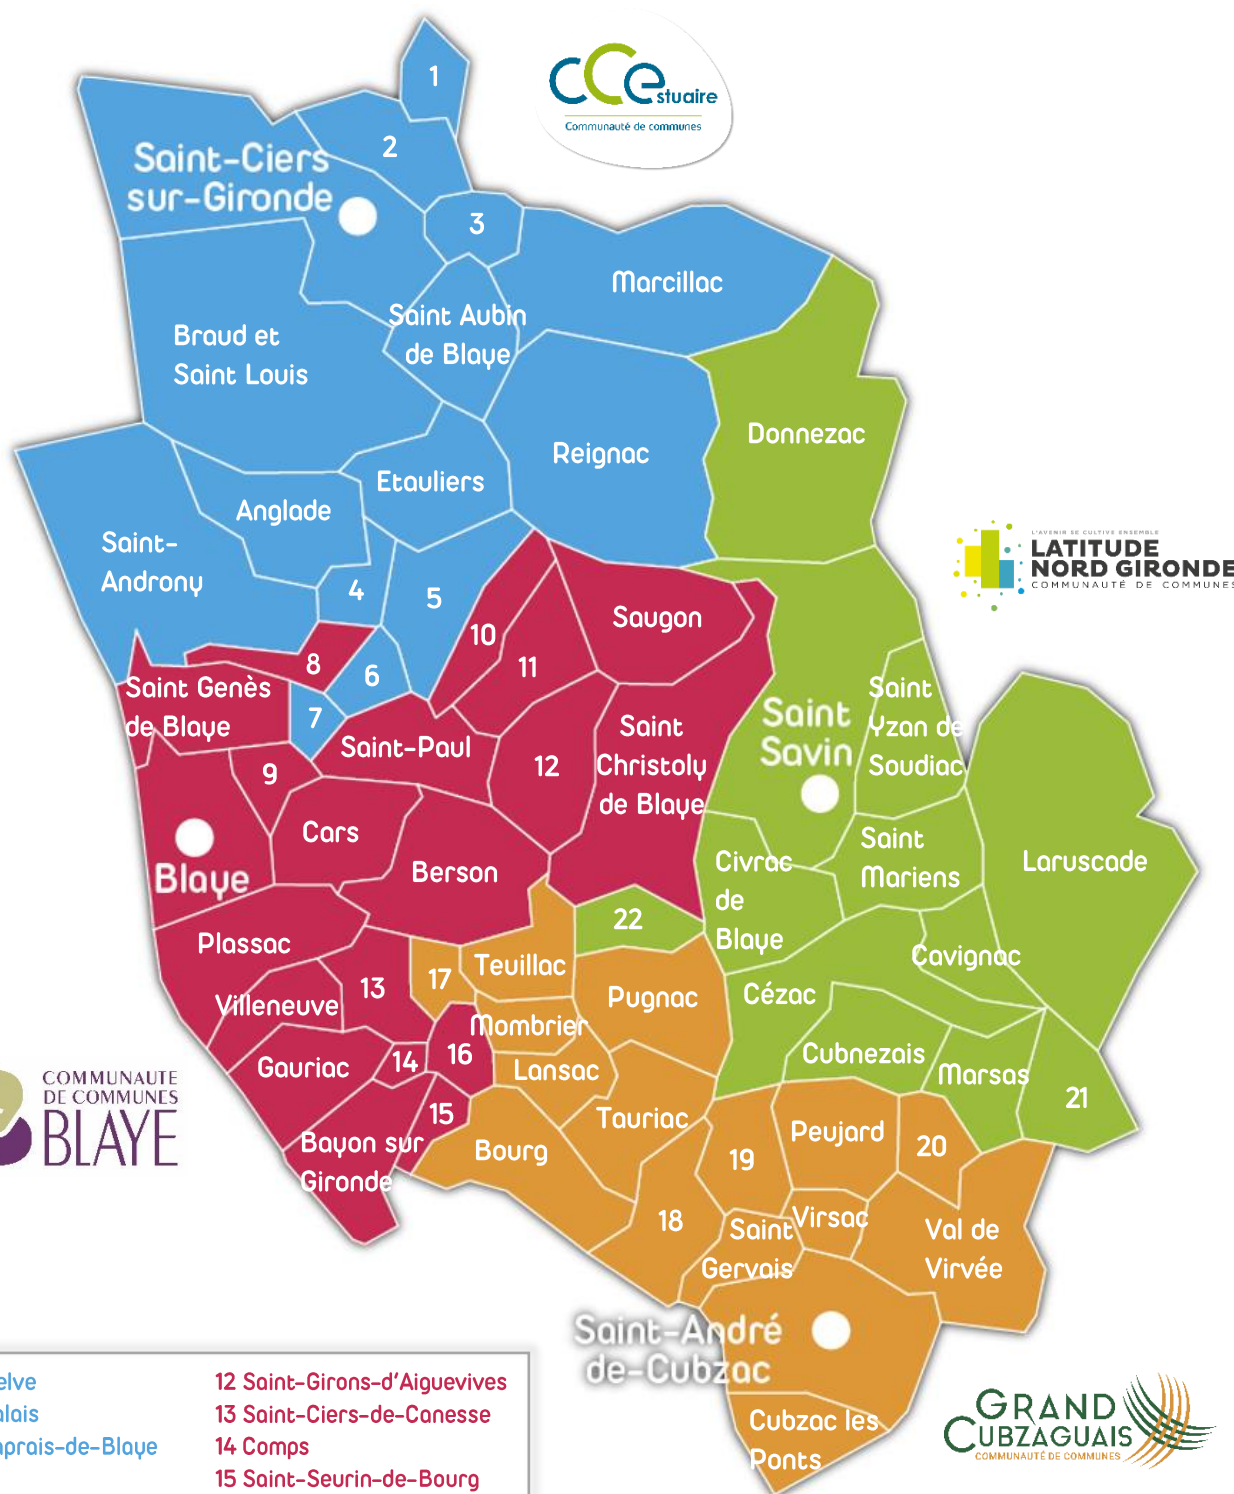 1
cCe
stuaire
Communauté de communes
2
Saint-Ciers
sur-Gironde
3
Marcillac
Saint Aubin
de Blaye
Braud et
Saint Louis
Donnezac
Reignac
Etauliers
Anglade
Saint-
Androny
L'AVENIR SE CULTIVE ENSEMBLE
LATITUDE
NORD GIRONDE
COMMUNAUTÉ DE COMMUNES
4
5
Saugon
10
11
8
6
Saint Genès
de Blaye
7
Saint-Paul
9
12
Saint
Christoly
de Blaye
Saint
Savin
Saint
Yzan de
Soudiac
Cars
Blaye
Berson
Civrac
de
Blaye
Saint
Mariens
Laruscade
22
Plassac
Teuillac
Cavignac
13
17
Pugnac
Cézac
Villeneuve
Mombrier
Gauriac
14
16
Lansac
Cubnezais
Marsas
21
COMMUNAUTE
DE COMMUNES
BLAYE
15
Tauriac
Bayon sur
Gironde
Bourg
Peujard
20
19
18
Virsac
Saint
Gervais
Val de
Virvée
Saint-André
de-Cubzac
Cubzac les
Ponts
GRAND
CUBZAGUAIS
COMMUNAUTÉ DE COMMUNES
elve
alais
aprais-de-Blaye
12 Saint-Girons-d'Aiguevives
13 Saint-Ciers-de-Canesse
14 Comps
15 Saint-Seurin-de-Bourg